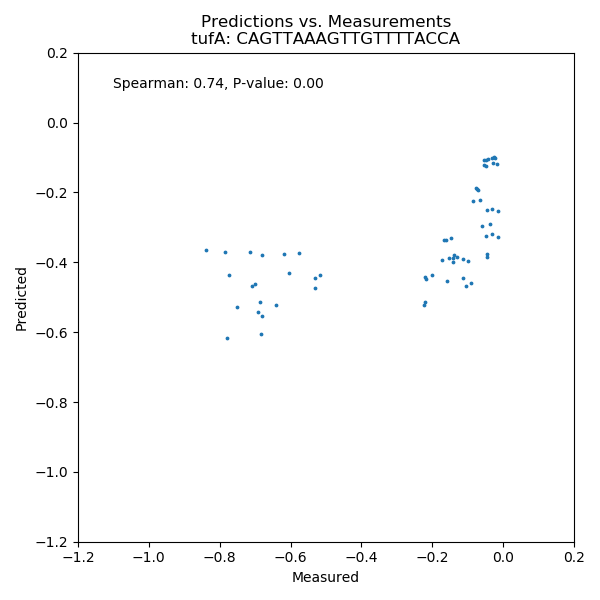 Predictions vs. Measurements
tufA: CAGTTAAAGTTGTTTTACCA
Spearman: 0.74, P-value: 0.00
0.2
0.0
−0.2
−0.4
−0.6
−0.8
−1.0
−1.2
Predicted
−1.2 −1.0 −0.8 −0.6 −0.4 −0.2 0.0 0.2
Measured